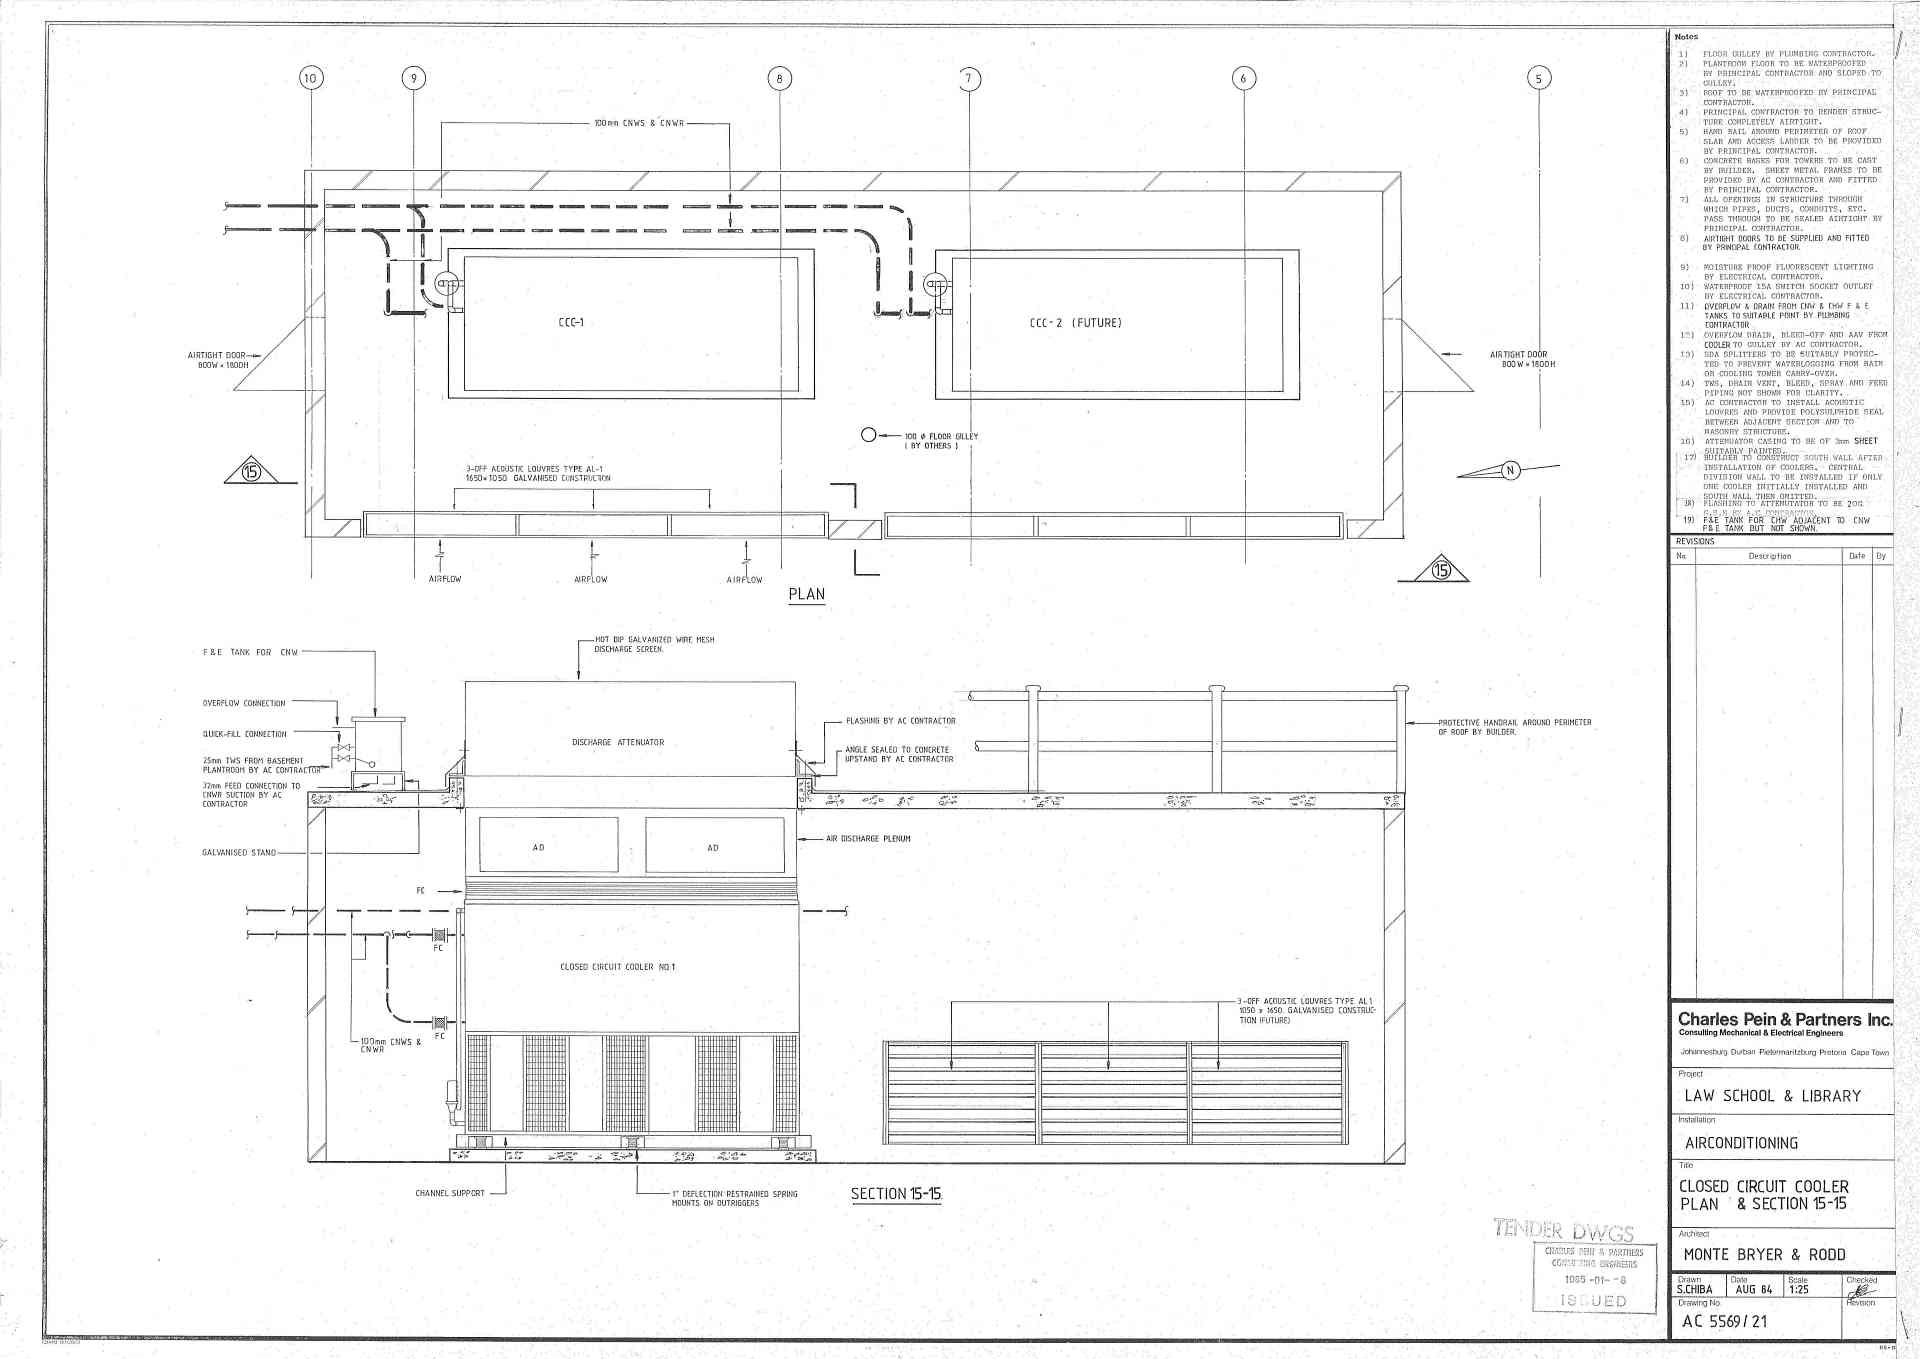 10
9
8
7
6
5
100mm CNWS & CNWR
CCC-1
CCC-2 (FUTURE)
AIRTIGHT DOOR
800W × 1800H
AIRTIGHT DOOR
800W × 1800H
100 Ø FLOOR GILLEY
( BY OTHERS )
15
3-OFF ACOUSTIC LOUVRES TYPE AL-1
1650×1050 GALVANISED CONSTRUCTION
N
AIRFLOW
AIRFLOW
AIRFLOW
15
PLAN
F & E TANK FOR CNW
HOT DIP GALVANIZED WIRE MESH
DISCHARGE SCREEN.
OVERFLOW CONNECTION
QUICK-FILL CONNECTION
25mm TWS FROM BASEMENT
PLANTROOM BY AC CONTRACTOR
32mm FEED CONNECTION TO
CNWR SUCTION BY AC
CONTRACTOR
GALVANISED STAND
DISCHARGE ATTENUATOR
FLASHING BY AC CONTRACTOR
ANGLE SEALED TO CONCRETE
UPSTAND BY AC CONTRACTOR
PROTECTIVE HANDRAIL AROUND PERIMETER
OF ROOF BY BUILDER.
AD
AD
AIR DISCHARGE PLENUM
FC
FC
CLOSED CIRCUIT COOLER NO.1
FC
100mm CNWS &
CNWR
3-OFF ACOUSTIC LOUVRES TYPE AL1
1050 × 1650. GALVANISED CONSTRUC-
TION (FUTURE)
CHANNEL SUPPORT
1" DEFLECTION RESTRAINED SPRING
MOUNTS ON OUTRIGGERS
SECTION 15-15
TENDER DWGS
CHARLES PEIN & PARTNERS
CONSULTING ENGINEERS
ISSUED
Notes
1) FLOOR GULLEY BY PLUMBING CONTRACTOR.
2) PLANTROOM FLOOR TO BE WATERPROOFED
BY PRINCIPAL CONTRACTOR AND SLOPED TO
GULLEY.
3) ROOF TO BE WATERPROOFED BY PRINCIPAL
CONTRACTOR.
4) PRINCIPAL CONTRACTOR TO RENDER STRUC-
TURE COMPLETELY AIRTIGHT.
5) HAND RAIL AROUND PERIMETER OF ROOF
SLAB AND ACCESS LADDER TO BE PROVIDED
BY PRINCIPAL CONTRACTOR.
6) CONCRETE BASES FOR TOWERS TO BE CAST
BY BUILDER. SHEET METAL FRAMES TO BE
PROVIDED BY AC CONTRACTOR AND FITTED
BY PRINCIPAL CONTRACTOR.
7) ALL OPENINGS IN STRUCTURE THROUGH
WHICH PIPES, DUCTS, CONDUITS, ETC.
PASS THROUGH TO BE SEALED AIRTIGHT BY
PRINCIPAL CONTRACTOR.
8) AIRTIGHT DOORS TO BE SUPPLIED AND FITTED
BY PRINCIPAL CONTRACTOR
9) MOISTURE PROOF FLUORESCENT LIGHTING
BY ELECTRICAL CONTRACTOR.
10) WATERPROOF 15A SWITCH SOCKET OUTLET
BY ELECTRICAL CONTRACTOR.
11) OVERFLOW & DRAIN FROM CNW & CHW F & E
TANKS TO SUITABLE POINT BY PLUMBING
CONTRACTOR
12) OVERFLOW DRAIN, BLEED-OFF AND AAV FROM
COOLER TO GULLEY BY AC CONTRACTOR.
13) SDA SPLITTERS TO BE SUITABLY PROTEC-
TED TO PREVENT WATERLOGGING FROM RAIN
OR COOLING TOWER CARRY-OVER.
14) TWS, DRAIN VENT, BLEED, SPRAY AND FEED
PIPING NOT SHOWN FOR CLARITY.
15) AC CONTRACTOR TO INSTALL ACOUSTIC
LOUVRES AND PROVIDE POLYSULPHIDE SEAL
BETWEEN ADJACENT SECTION AND TO
MASONRY STRUCTURE.
16) ATTENUATOR CASING TO BE OF 3mm SHEET
SUITABLY PAINTED.
17) BUILDER TO CONSTRUCT SOUTH WALL AFTER
INSTALLATION OF COOLERS. CENTRAL
DIVISION WALL TO BE INSTALLED IF ONLY
ONE COOLER INITIALLY INSTALLED AND
SOUTH WALL THEN OMITTED.
18) FLASHING TO ATTENUTATOR TO BE 20G
BY A.C CONTRACTOR.
19) F&E TANK FOR CHW ADJACENT TO CNW
F & E TANK BUT NOT SHOWN.
REVISIONS
No. Description Date By
Charles Pein & Partners Inc.
Consulting Mechanical & Electrical Engineers
Johannesburg Durban Pietermaritzburg Pretoria Cape Town
Project
LAW SCHOOL & LIBRARY
Installation
AIRCONDITIONING
Title
CLOSED CIRCUIT COOLER
PLAN & SECTION 15-15
Architect
MONTE BRYER & RODD
Drawn Date Scale Checked
S.CHIBA AUG 84 1:25
Drawing No. Revision
AC 5569/21